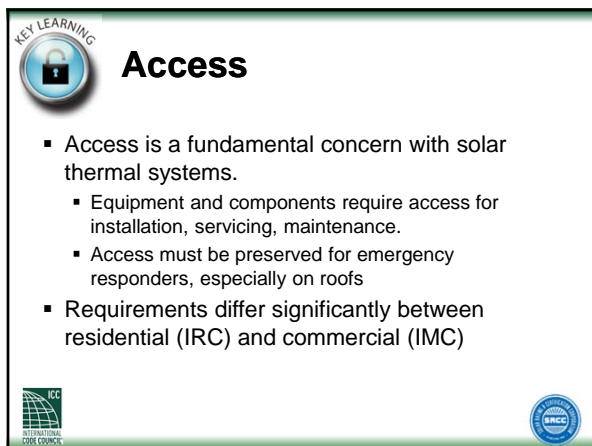 KEY LEARNING
Access
▪ Access is a fundamental concern with solar
thermal systems.
▪ Equipment and components require access for
installation, servicing, maintenance.
▪ Access must be preserved for emergency
responders, especially on roofs
▪ Requirements differ significantly between
residential (IRC) and commercial (IMC)
ICC
INTERNATIONAL
CODE COUNCIL
SRCC